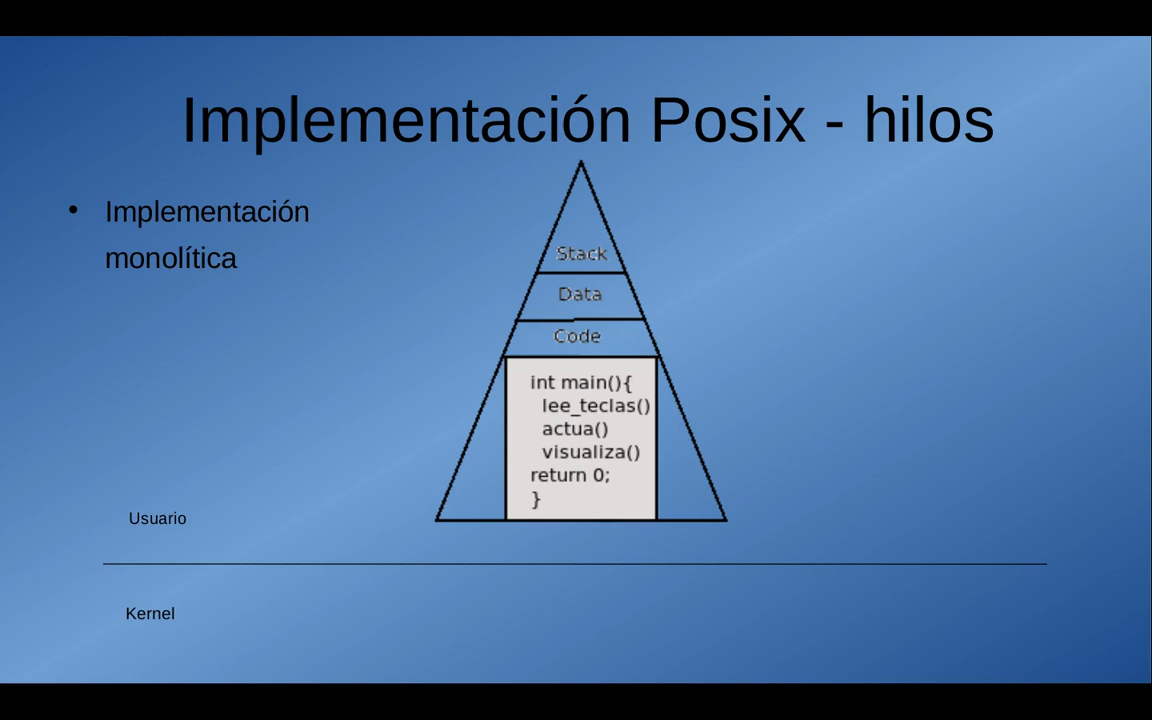 Implementación Posix - hilos
• Implementación
monolítica
Stack
Data
Code
int main(){
lee_teclas()
actua()
visualiza()
return 0;
}
Usuario
Kernel